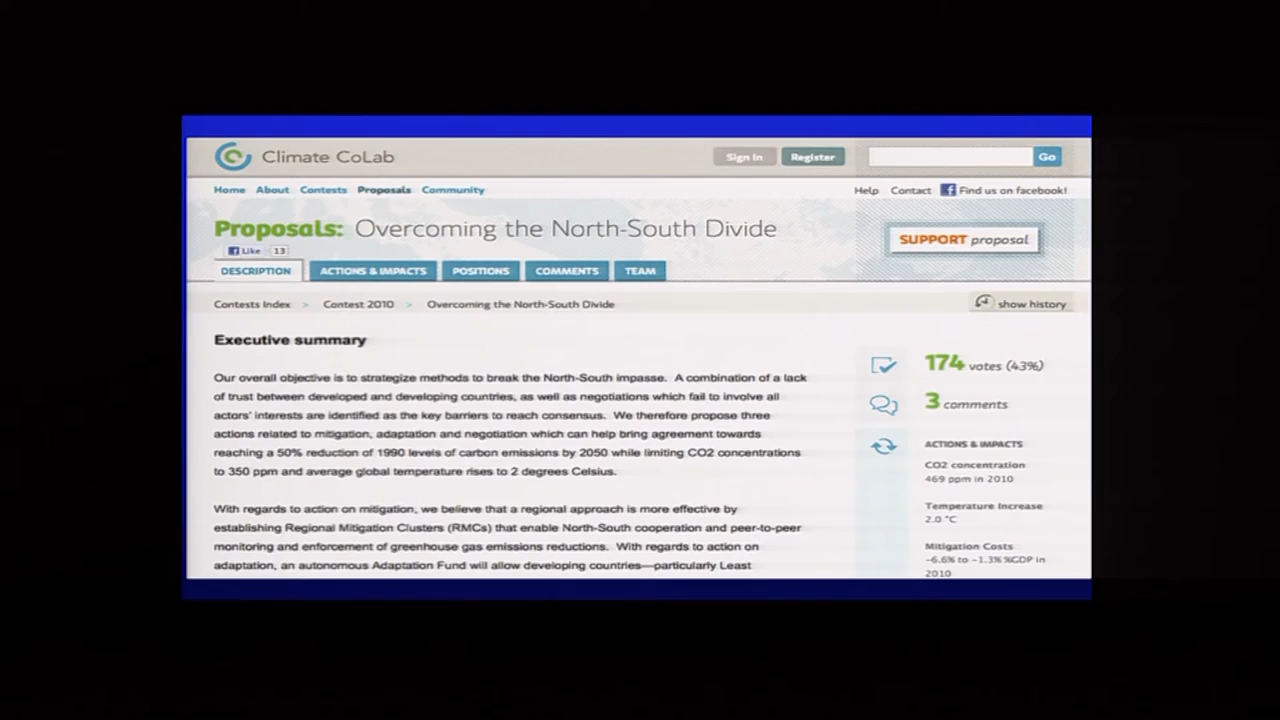 Climate CoLab
Sign In Register Go
Home About Contests Proposals Community
Help Contact Find us on facebook!
Proposals: Overcoming the North-South Divide
Like 13
SUPPORT proposal
DESCRIPTION ACTIONS & IMPACTS POSITIONS COMMENTS TEAM
Contests Index > Contest 2010 > Overcoming the North-South Divide
show history
Executive summary
Our overall objective is to strategize methods to break the North-South impasse. A combination of a lack
of trust between developed and developing countries, as well as negotiations which fail to involve all
actors' interests are identified as the key barriers to reach consensus. We therefore propose three
actions related to mitigation, adaptation and negotiation which can help bring agreement towards
reaching a 50% reduction of 1990 levels of carbon emissions by 2050 while limiting CO2 concentrations
to 350 ppm and average global temperature rises to 2 degrees Celsius.
With regards to action on mitigation, we believe that a regional approach is more effective by
establishing Regional Mitigation Clusters (RMCs) that enable North-South cooperation and peer-to-peer
monitoring and enforcement of greenhouse gas emissions reductions. With regards to action on
adaptation, an autonomous Adaptation Fund will allow developing countries—particularly Least
174 votes (43%)
3 comments
ACTIONS & IMPACTS
CO2 concentration
469 ppm in 2010
Temperature Increase
2.0 °C
Mitigation Costs
-6.6% to -1.3% %GDP in
2010